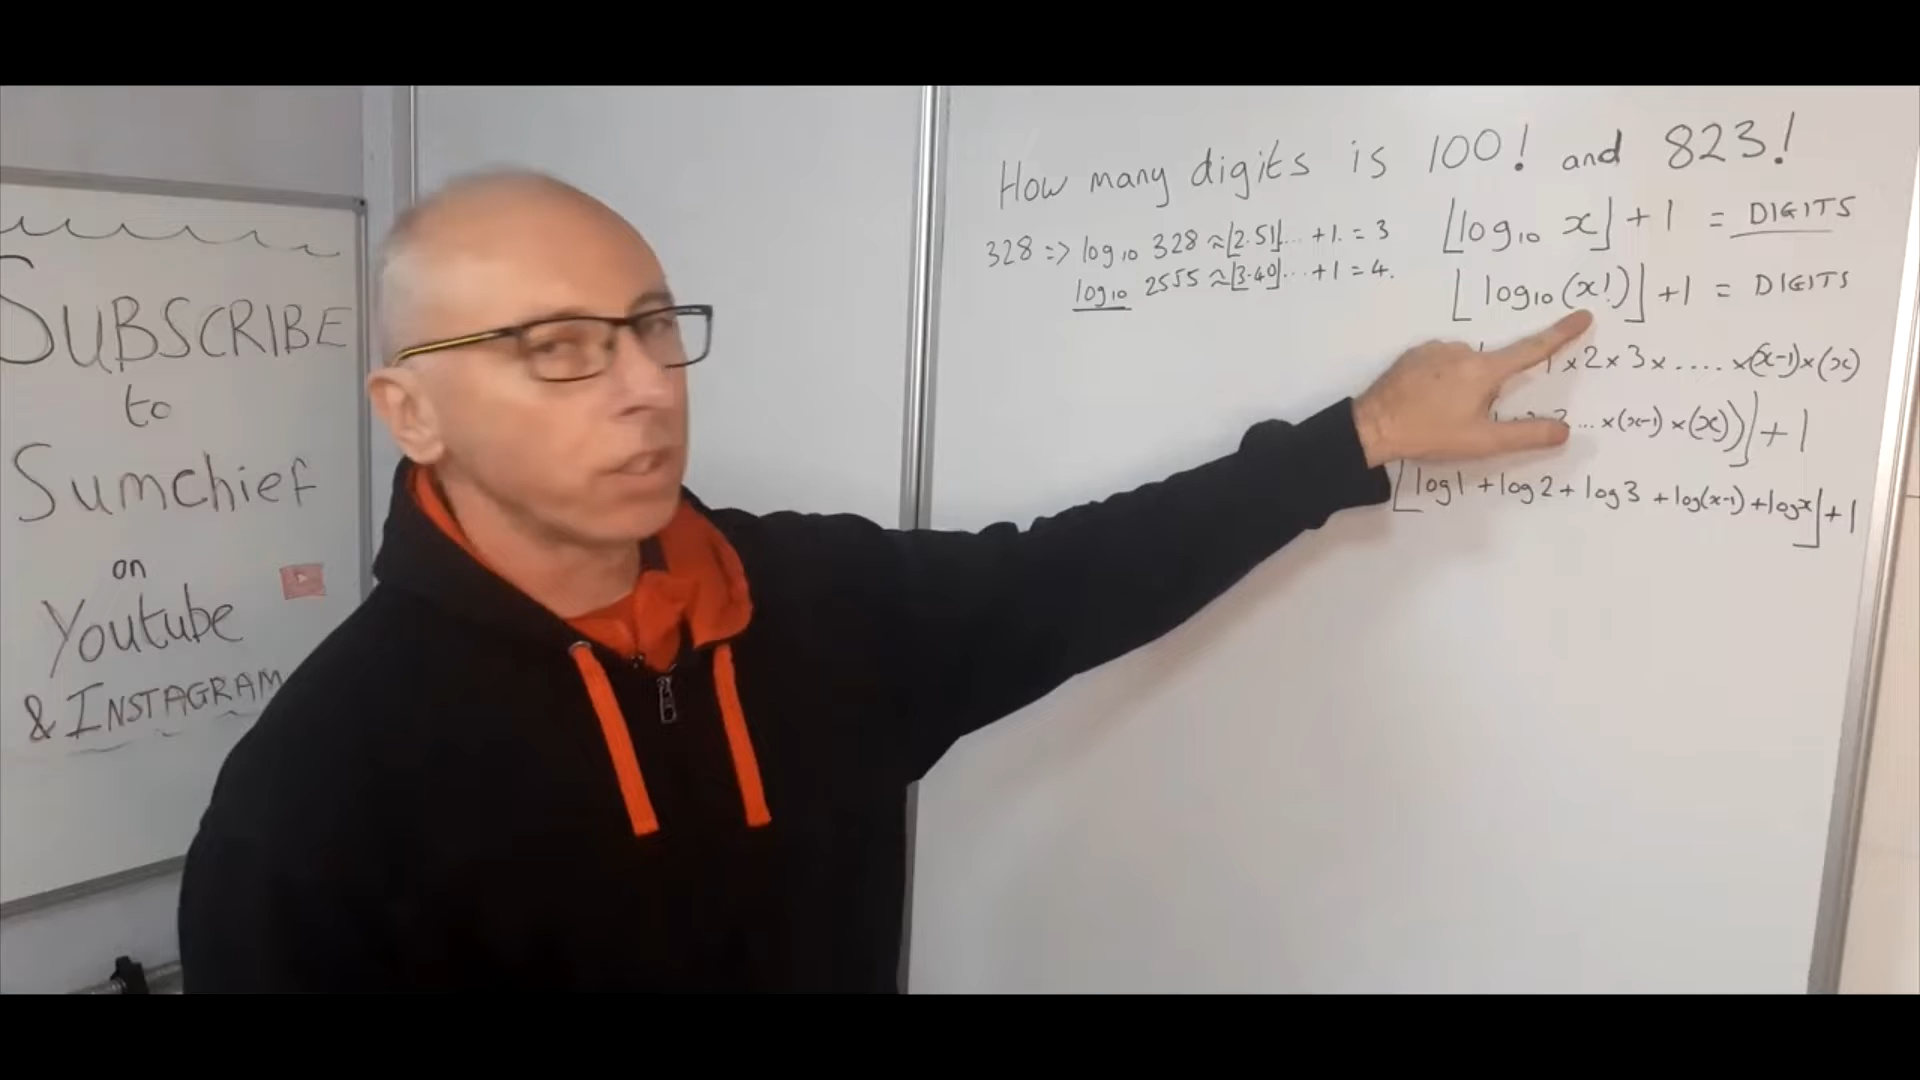 SUBSCRIBE
to
Sumchief
on
Youtube
& INSTAGRAM
How many digits is 100! and 823!
328 => log₁₀ 328 ≈ ⌊2.51⌋... +1. = 3
log₁₀ 2555 ≈ ⌊3.40⌋... +1 = 4.
⌊log₁₀ x⌋ + 1 = DIGITS
⌊log₁₀(x!)⌋ +1 = DIGITS
1 x 2 x 3 x ..... x(x-1)x(x)
... x(x-1) x(x))⌋ + 1
⌊log1 + log2 + log3 + log(x-1) + logx⌋ + 1